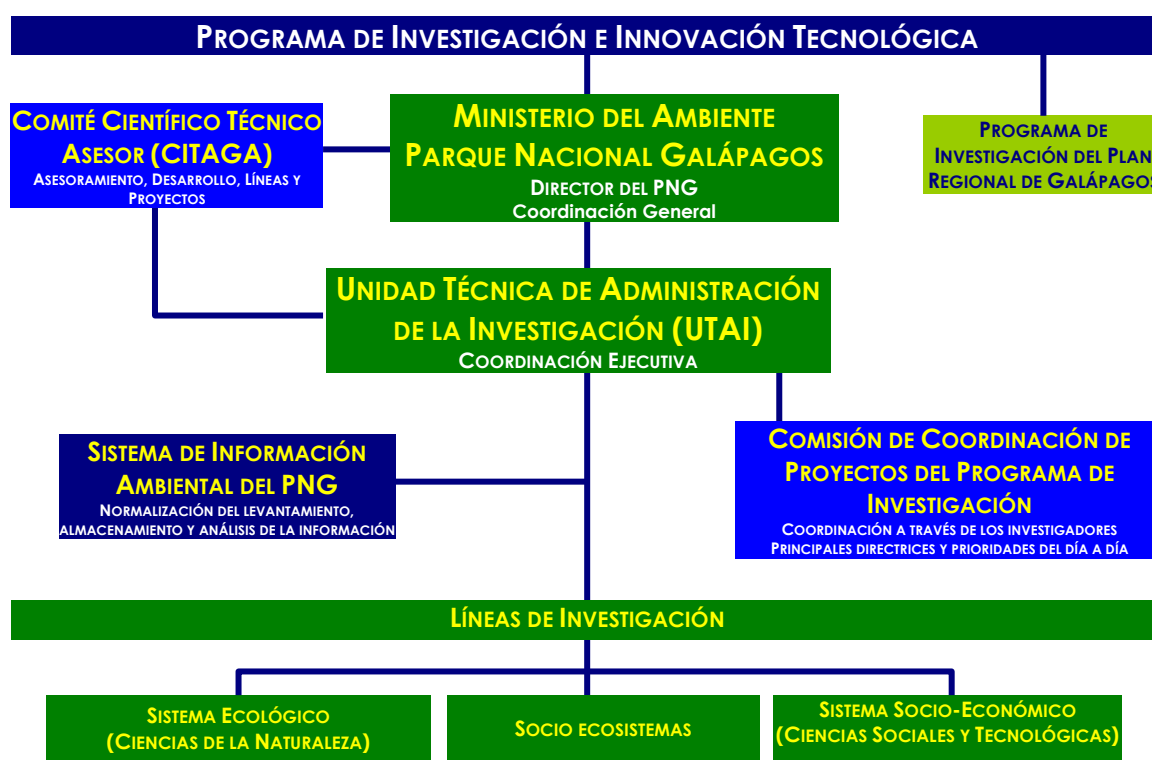 PROGRAMA DE INVESTIGACIÓN E INNOVACIÓN TECNOLÓGICA
COMITÉ CIENTÍFICO TÉCNICO
ASESOR (CITAGA)
ASESORAMIENTO, DESARROLLO, LÍNEAS Y
PROYECTOS
MINISTERIO DEL AMBIENTE
PARQUE NACIONAL GALÁPAGOS
DIRECTOR DEL PNG
Coordinación General
PROGRAMA DE
INVESTIGACIÓN DEL PLAN
REGIONAL DE GALÁPAGOS
UNIDAD TÉCNICA DE ADMINISTRACIÓN
DE LA INVESTIGACIÓN (UTAI)
COORDINACIÓN EJECUTIVA
SISTEMA DE INFORMACIÓN
AMBIENTAL DEL PNG
NORMALIZACIÓN DEL LEVANTAMIENTO,
ALMACENAMIENTO Y ANÁLISIS DE LA INFORMACIÓN
COMISIÓN DE COORDINACIÓN DE
PROYECTOS DEL PROGRAMA DE
INVESTIGACIÓN
COORDINACIÓN A TRAVÉS DE LOS INVESTIGADORES
PRINCIPALES DIRECTRICES Y PRIORIDADES DEL DÍA A DÍA
LÍNEAS DE INVESTIGACIÓN
SISTEMA ECOLÓGICO
(CIENCIAS DE LA NATURALEZA)
SOCIO ECOSISTEMAS
SISTEMA SOCIO-ECONÓMICO
(CIENCIAS SOCIALES Y TECNOLÓGICAS)